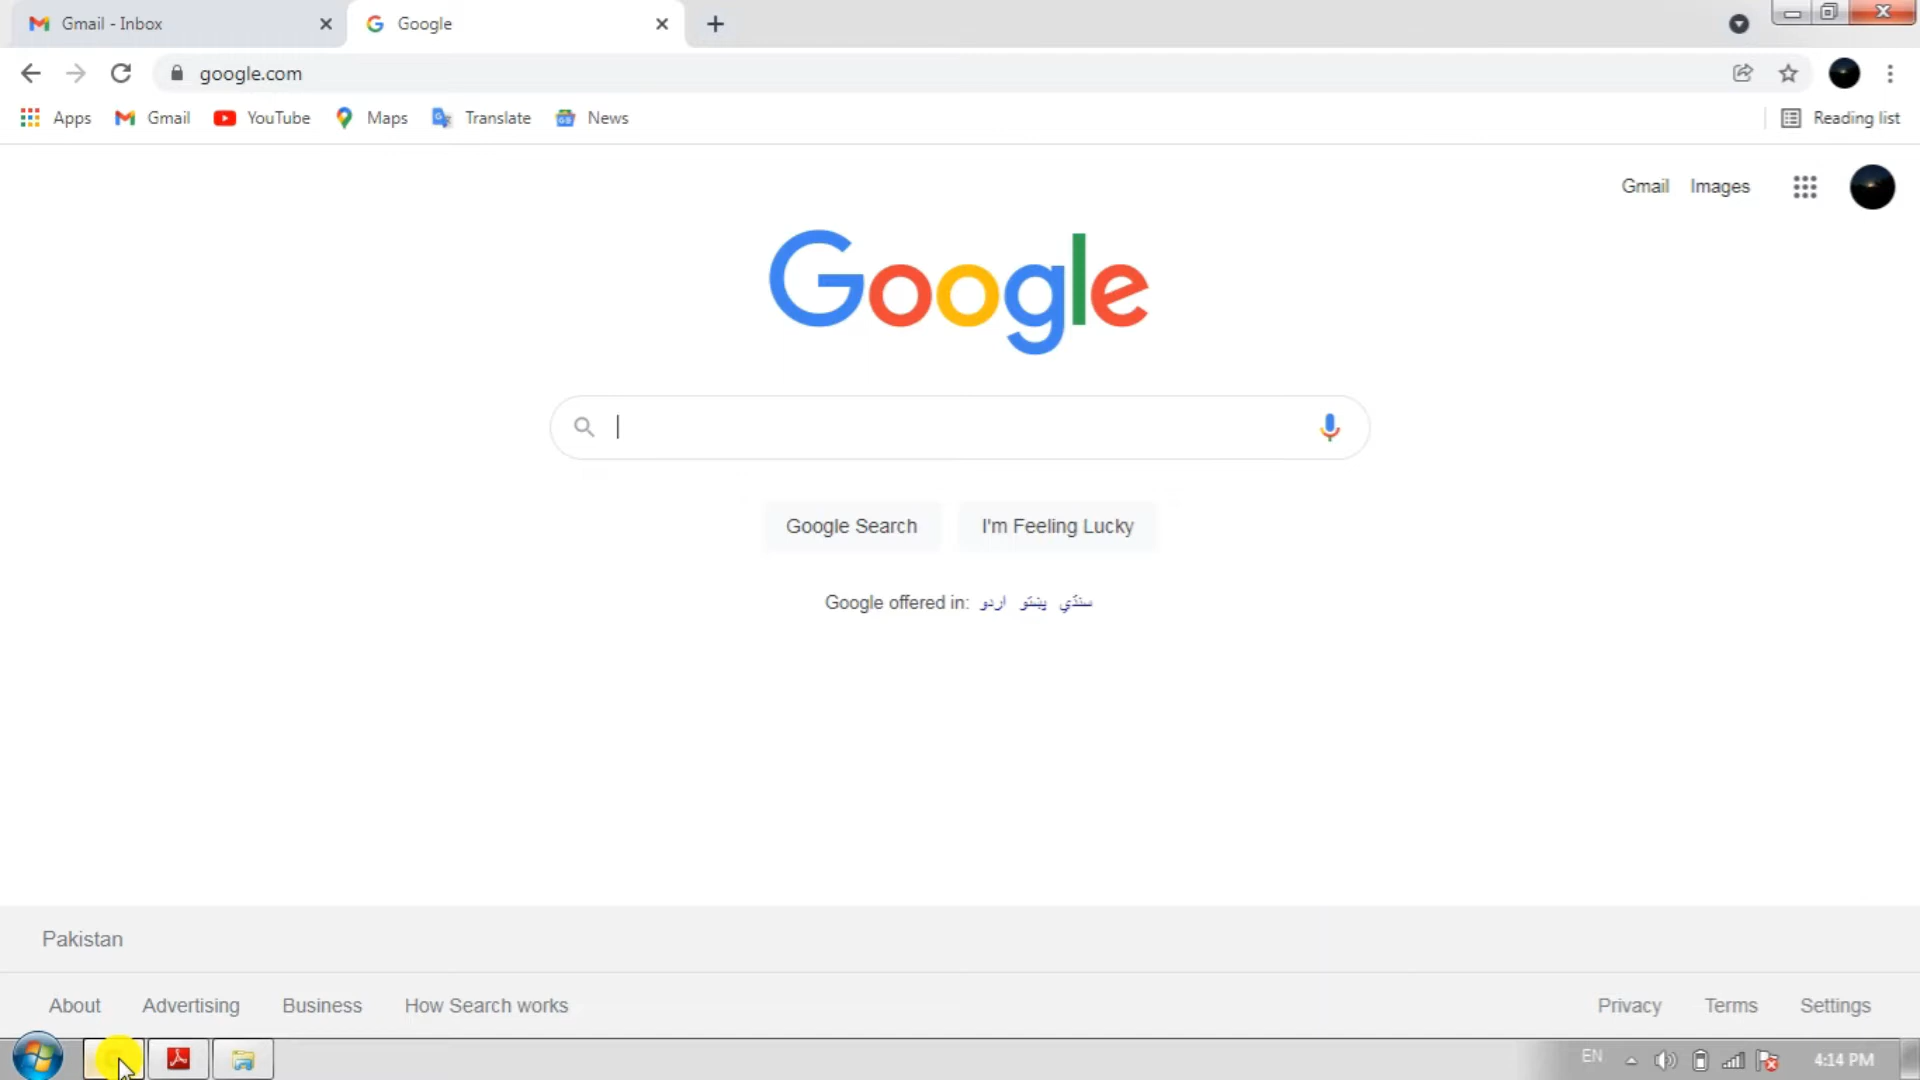 Gmail - Inbox
Google
google.com
Apps Gmail YouTube Maps Translate News Reading list
Gmail Images
Google
Google Search I'm Feeling Lucky
Google offered in: اردو پښتو سنڌي
Pakistan
About Advertising Business How Search works Privacy Terms Settings
EN 4:14 PM